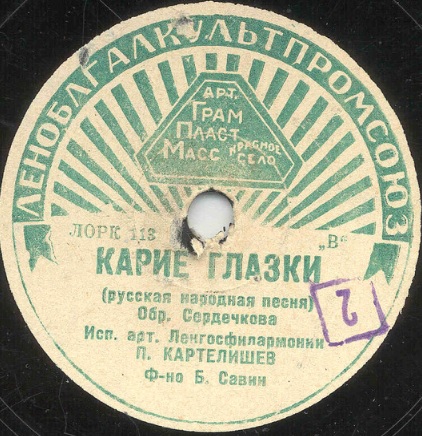 ЛЕНОБЛГАЛКУЛЬТПРОМСОЮЗ
АРТ.
ГРАМ
ПЛАСТ
МАСС
КРАСНОЕ
СЕЛО
ЛОРК 113 „В“
КАРИЕ ГЛАЗКИ
(русская народная песня)
Обр. Сердечкова
Исп. арт. Ленгосфилармонии
П. КАРТЕЛИШЕВ
Ф-но Б. Савин
2